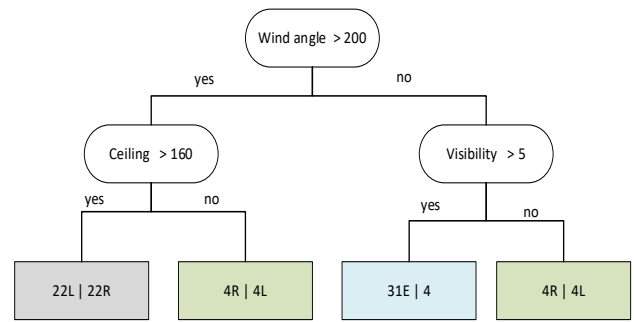 Wind angle > 200
yes
no
Ceiling > 160
Visibility > 5
yes
no
yes
no
22L | 22R
4R | 4L
31E | 4
4R | 4L